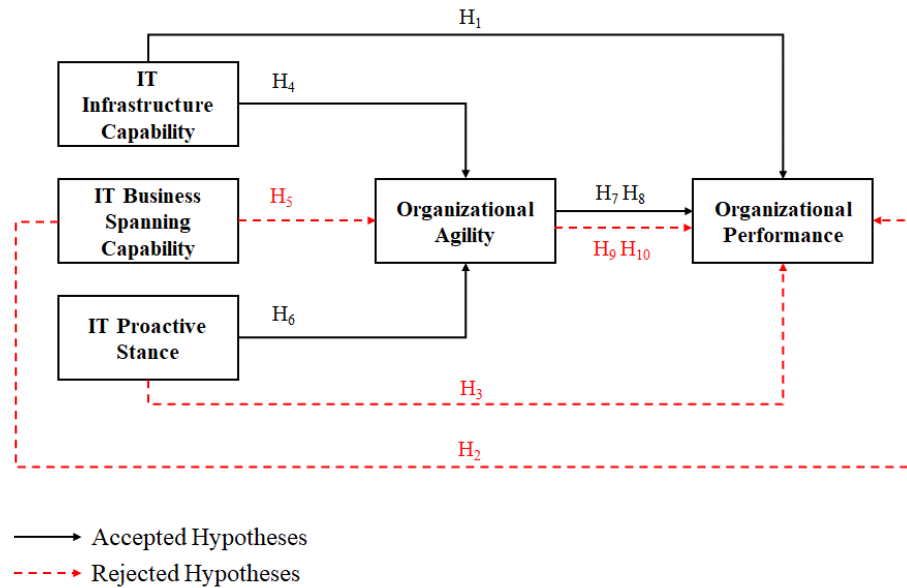 H1
IT
Infrastructure
Capability
H4
IT Business
Spanning
Capability
H5
Organizational
Agility
H7 H8
H9 H10
Organizational
Performance
IT Proactive
Stance
H6
H3
H2
Accepted Hypotheses
Rejected Hypotheses